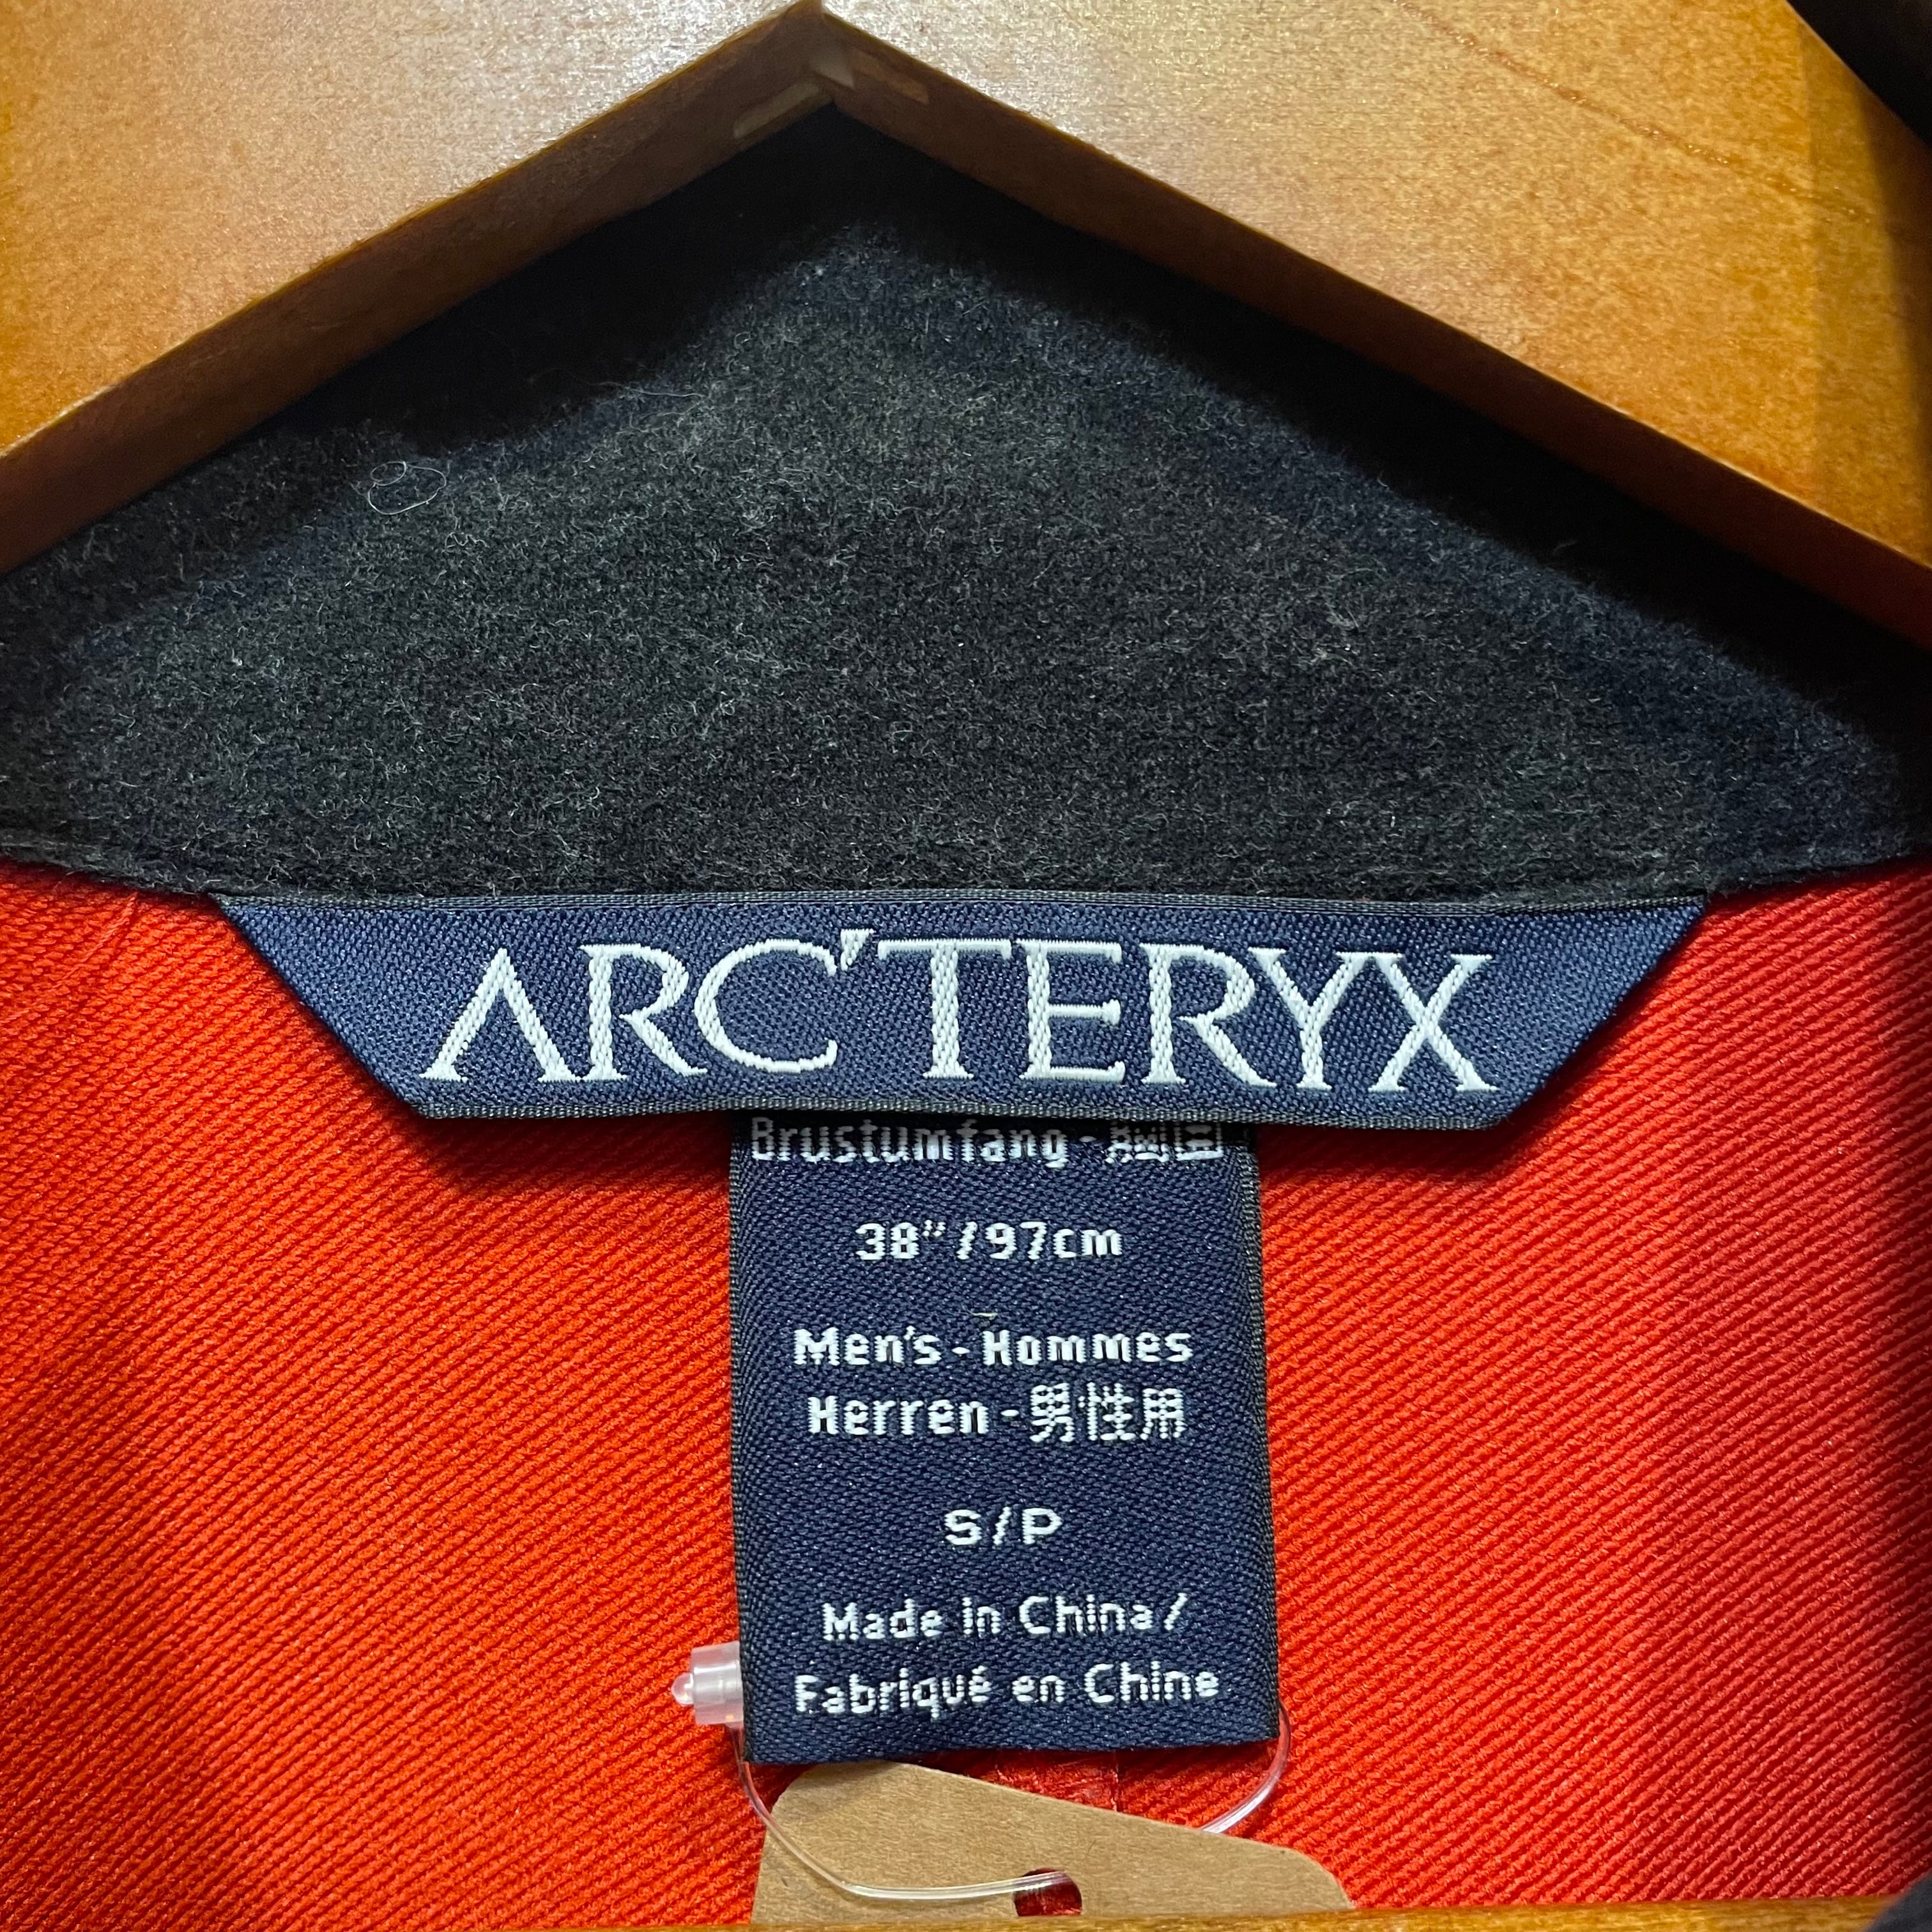 ARC'TERYX
Brustumfang - 胸囲
38"/97cm
Men's - Hommes
Herren - 男性用
S/P
Made in China/
Fabriqué en Chine